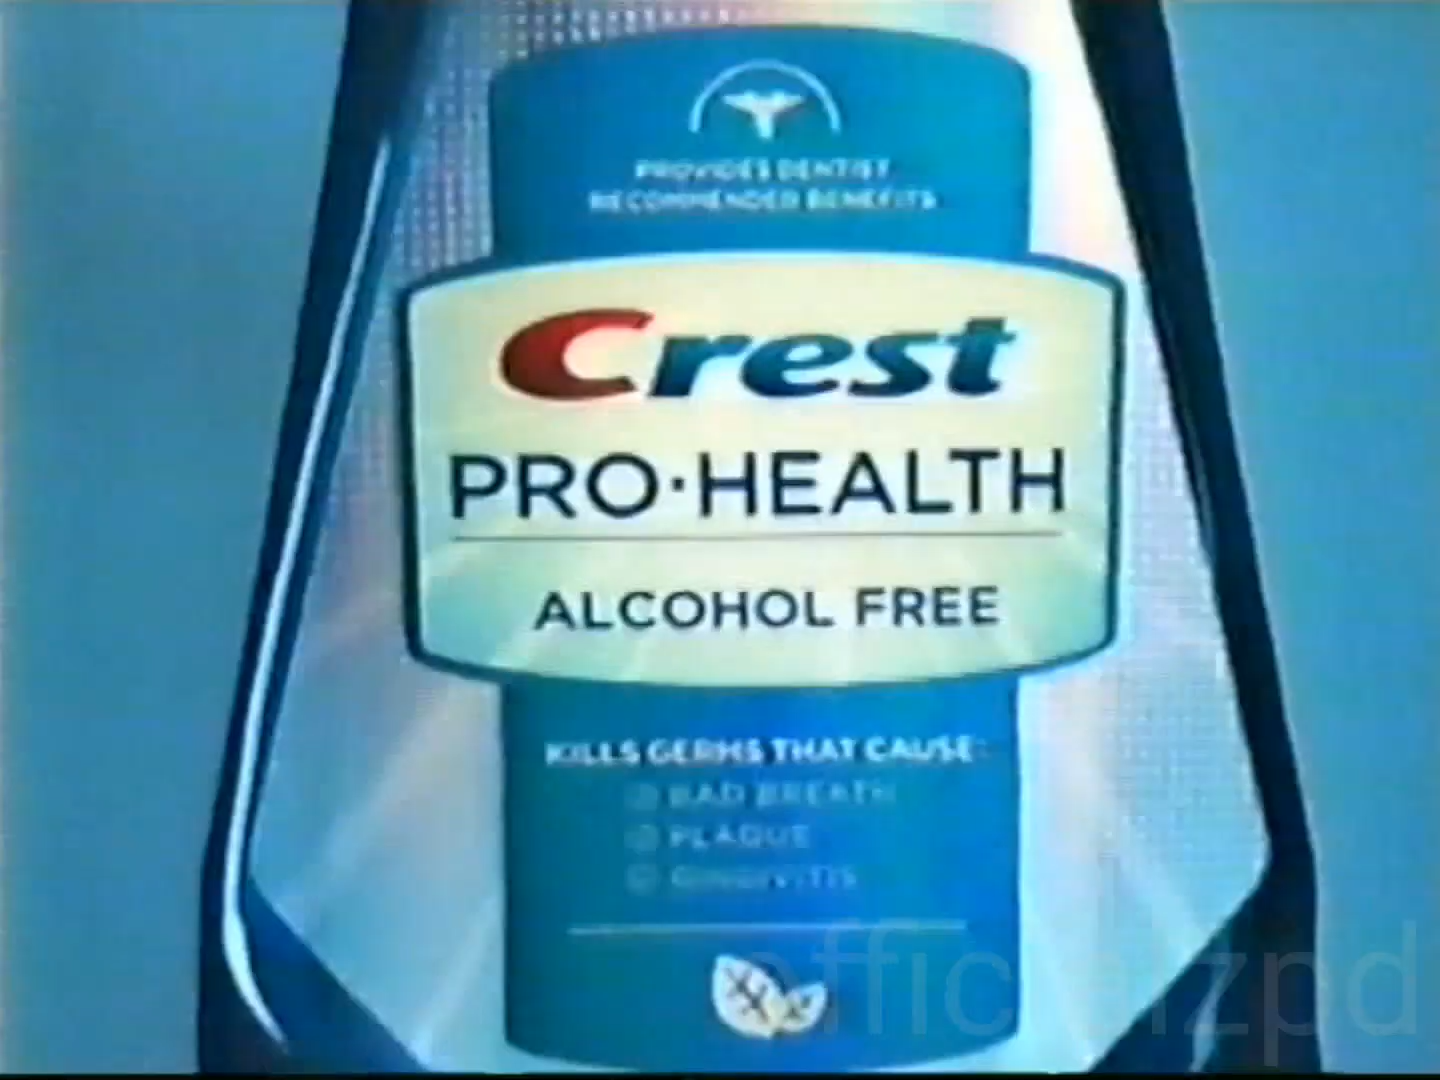 PROVIDES DENTIST
RECOMMENDED BENEFITS
Crest
PRO·HEALTH
ALCOHOL FREE
KILLS GERMS THAT CAUSE:
BAD BREATH
PLAQUE
GINGIVITIS